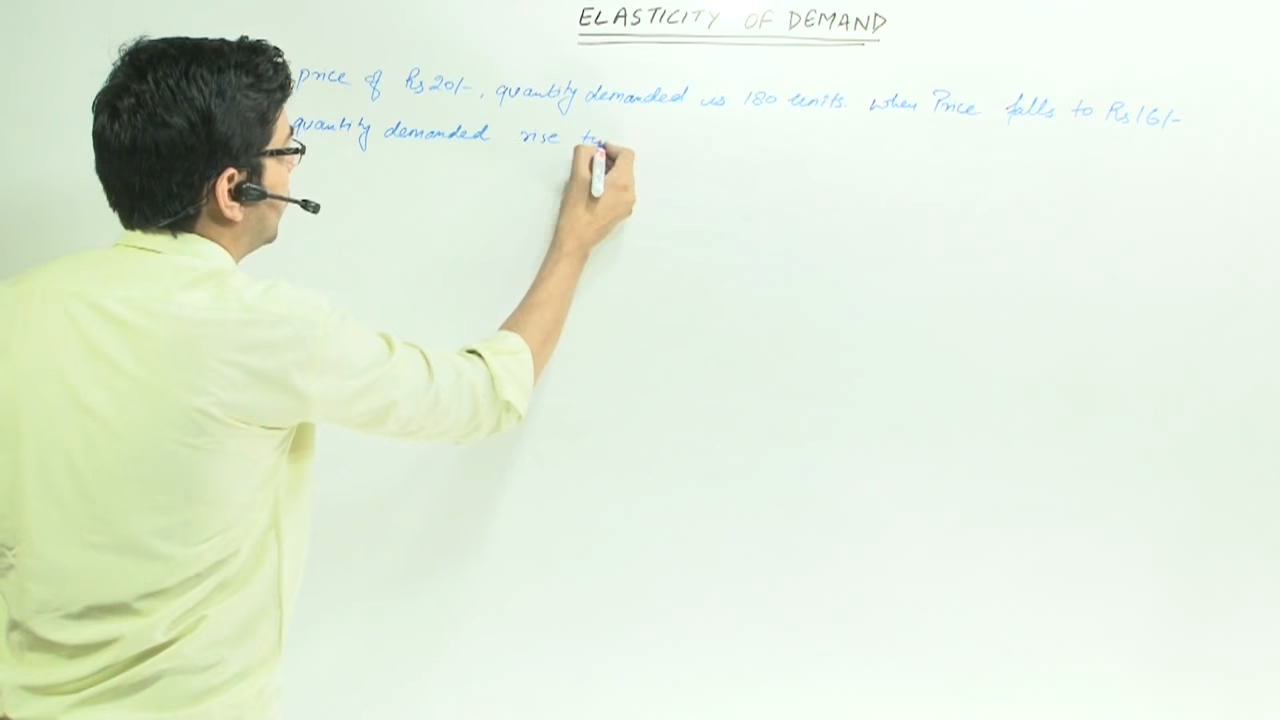 ELASTICITY OF DEMAND
price of Rs 20/-, quantity demanded is 180 units. when Price falls to Rs 16/-
quantity demanded rise